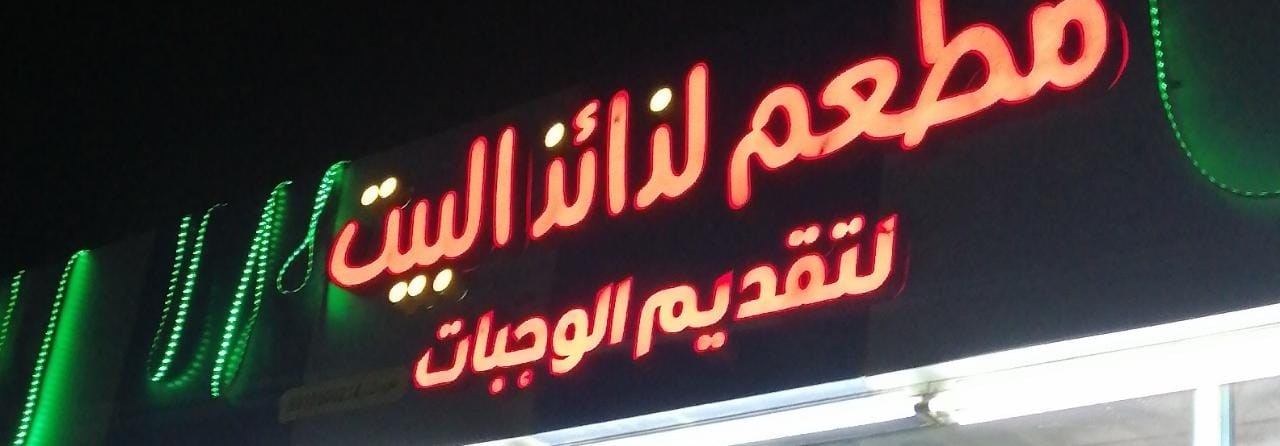 مطعم لذائذ البيت
لتقديم الوجبات